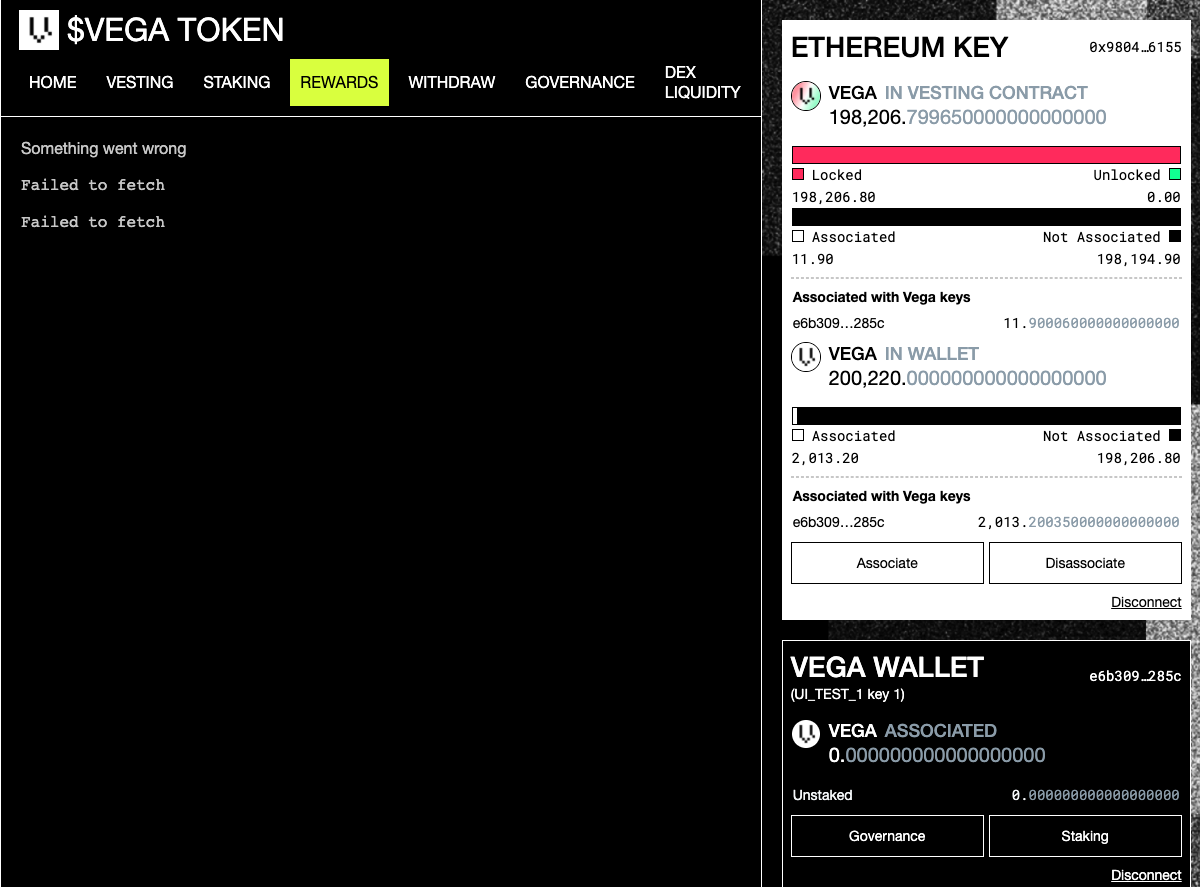 $VEGA TOKEN
HOME VESTING STAKING REWARDS WITHDRAW GOVERNANCE DEX LIQUIDITY
Something went wrong
Failed to fetch
Failed to fetch
ETHEREUM KEY 0x9804…6155
VEGA IN VESTING CONTRACT
198,206.799650000000000000
Locked Unlocked
198,206.80 0.00
Associated Not Associated
11.90 198,194.90
Associated with Vega keys
e6b309…285c 11.900060000000000000
VEGA IN WALLET
200,220.000000000000000000
Associated Not Associated
2,013.20 198,206.80
Associated with Vega keys
e6b309…285c 2,013.200350000000000000
Associate Disassociate
Disconnect
VEGA WALLET e6b309…285c
(UI_TEST_1 key 1)
VEGA ASSOCIATED
0.000000000000000000
Unstaked 0.000000000000000000
Governance Staking
Disconnect